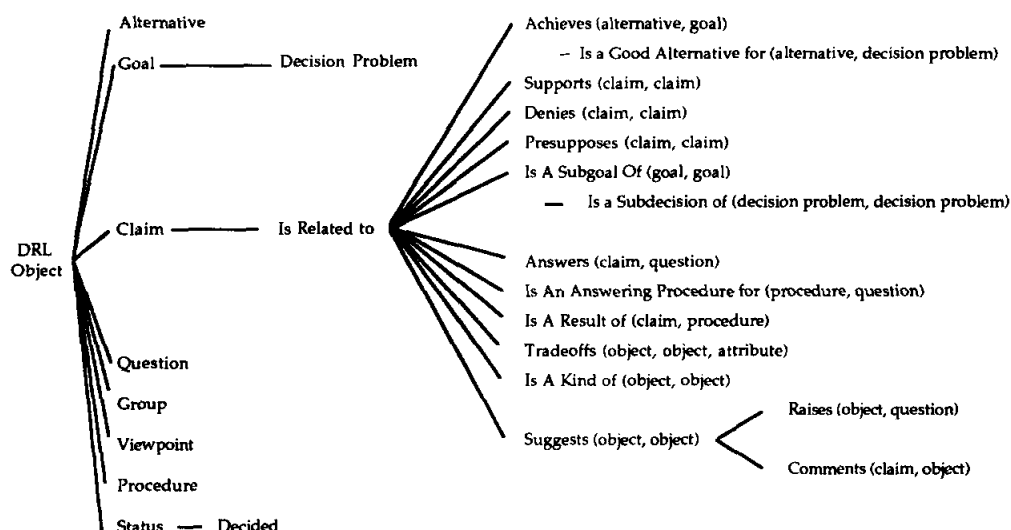 Alternative
Goal
Decision Problem
Claim
Is Related to
DRL
Object
Question
Group
Viewpoint
Procedure
Status
Decided
Achieves (alternative, goal)
– Is a Good Alternative for (alternative, decision problem)
Supports (claim, claim)
Denies (claim, claim)
Presupposes (claim, claim)
Is A Subgoal Of (goal, goal)
— Is a Subdecision of (decision problem, decision problem)
Answers (claim, question)
Is An Answering Procedure for (procedure, question)
Is A Result of (claim, procedure)
Tradeoffs (object, object, attribute)
Is A Kind of (object, object)
Suggests (object, object)
Raises (object, question)
Comments (claim, object)